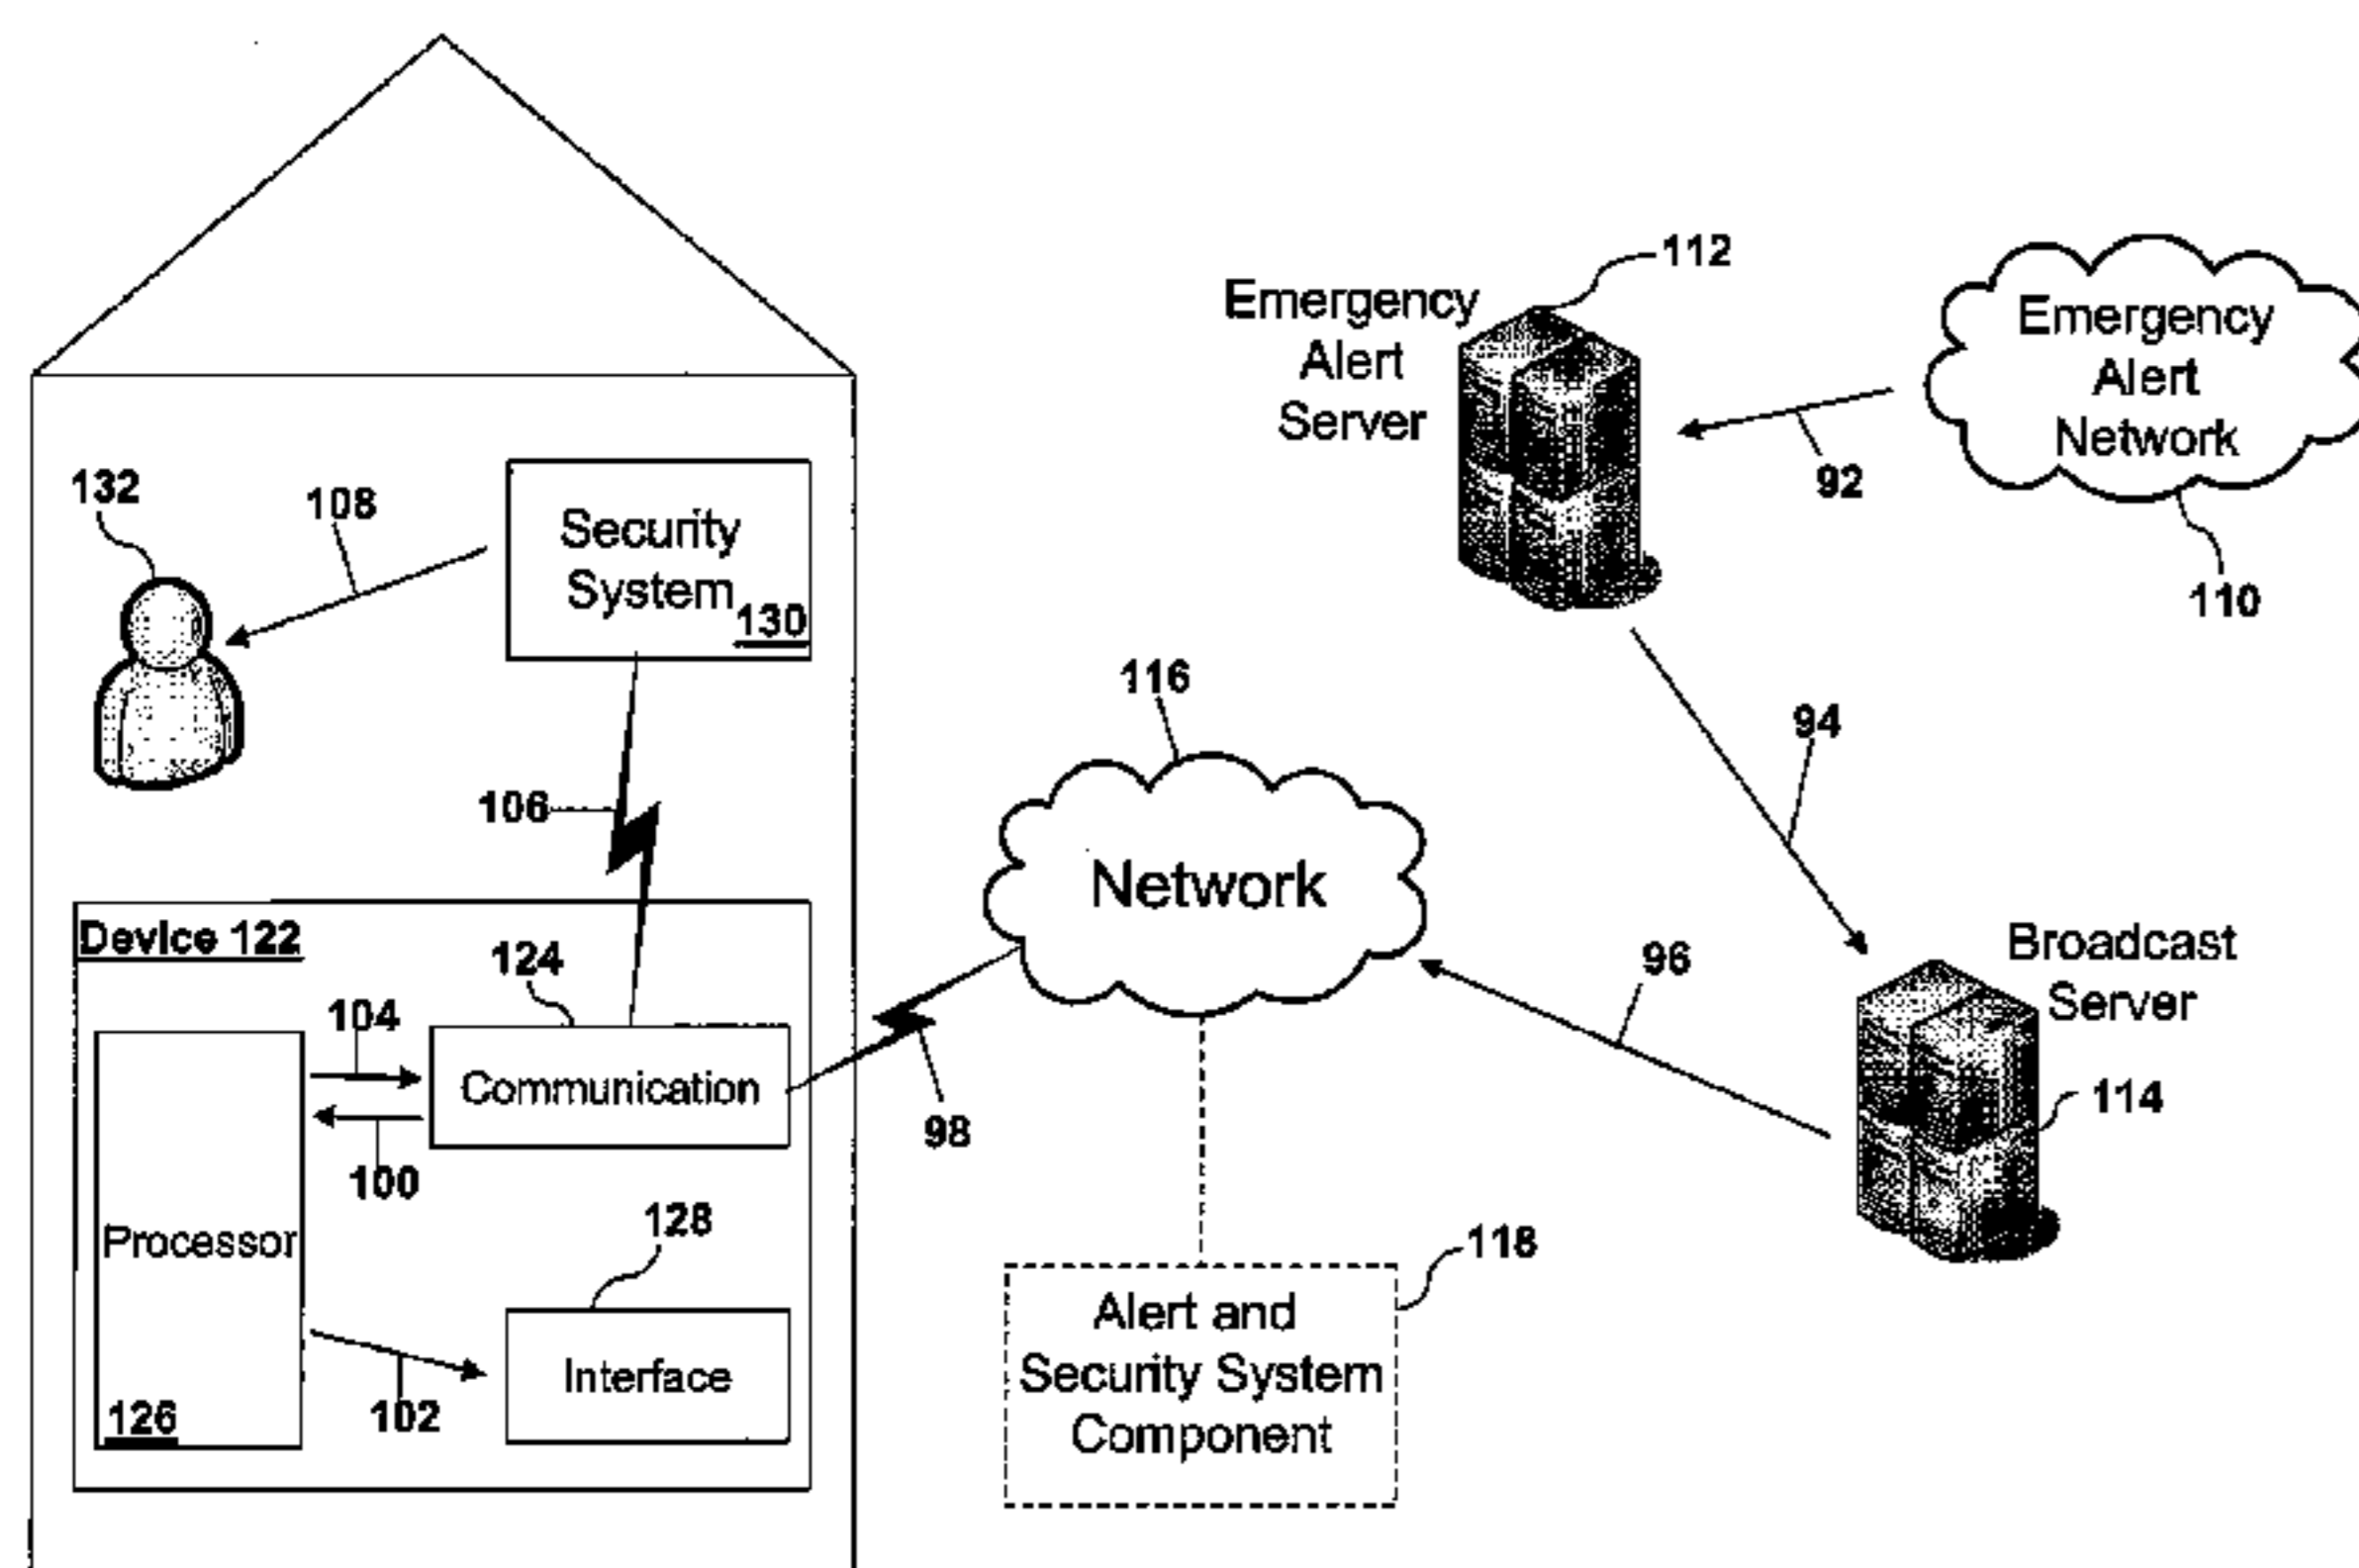 112
Emergency
Alert
Server
Emergency
Alert
Network
92
110
132
108
Security
System
130
116
94
106
Network
Device 122
124
96
Broadcast
Server
104
Communication
98
114
100
Processor
128
118
Alert and
Security System
Component
Interface
126
102